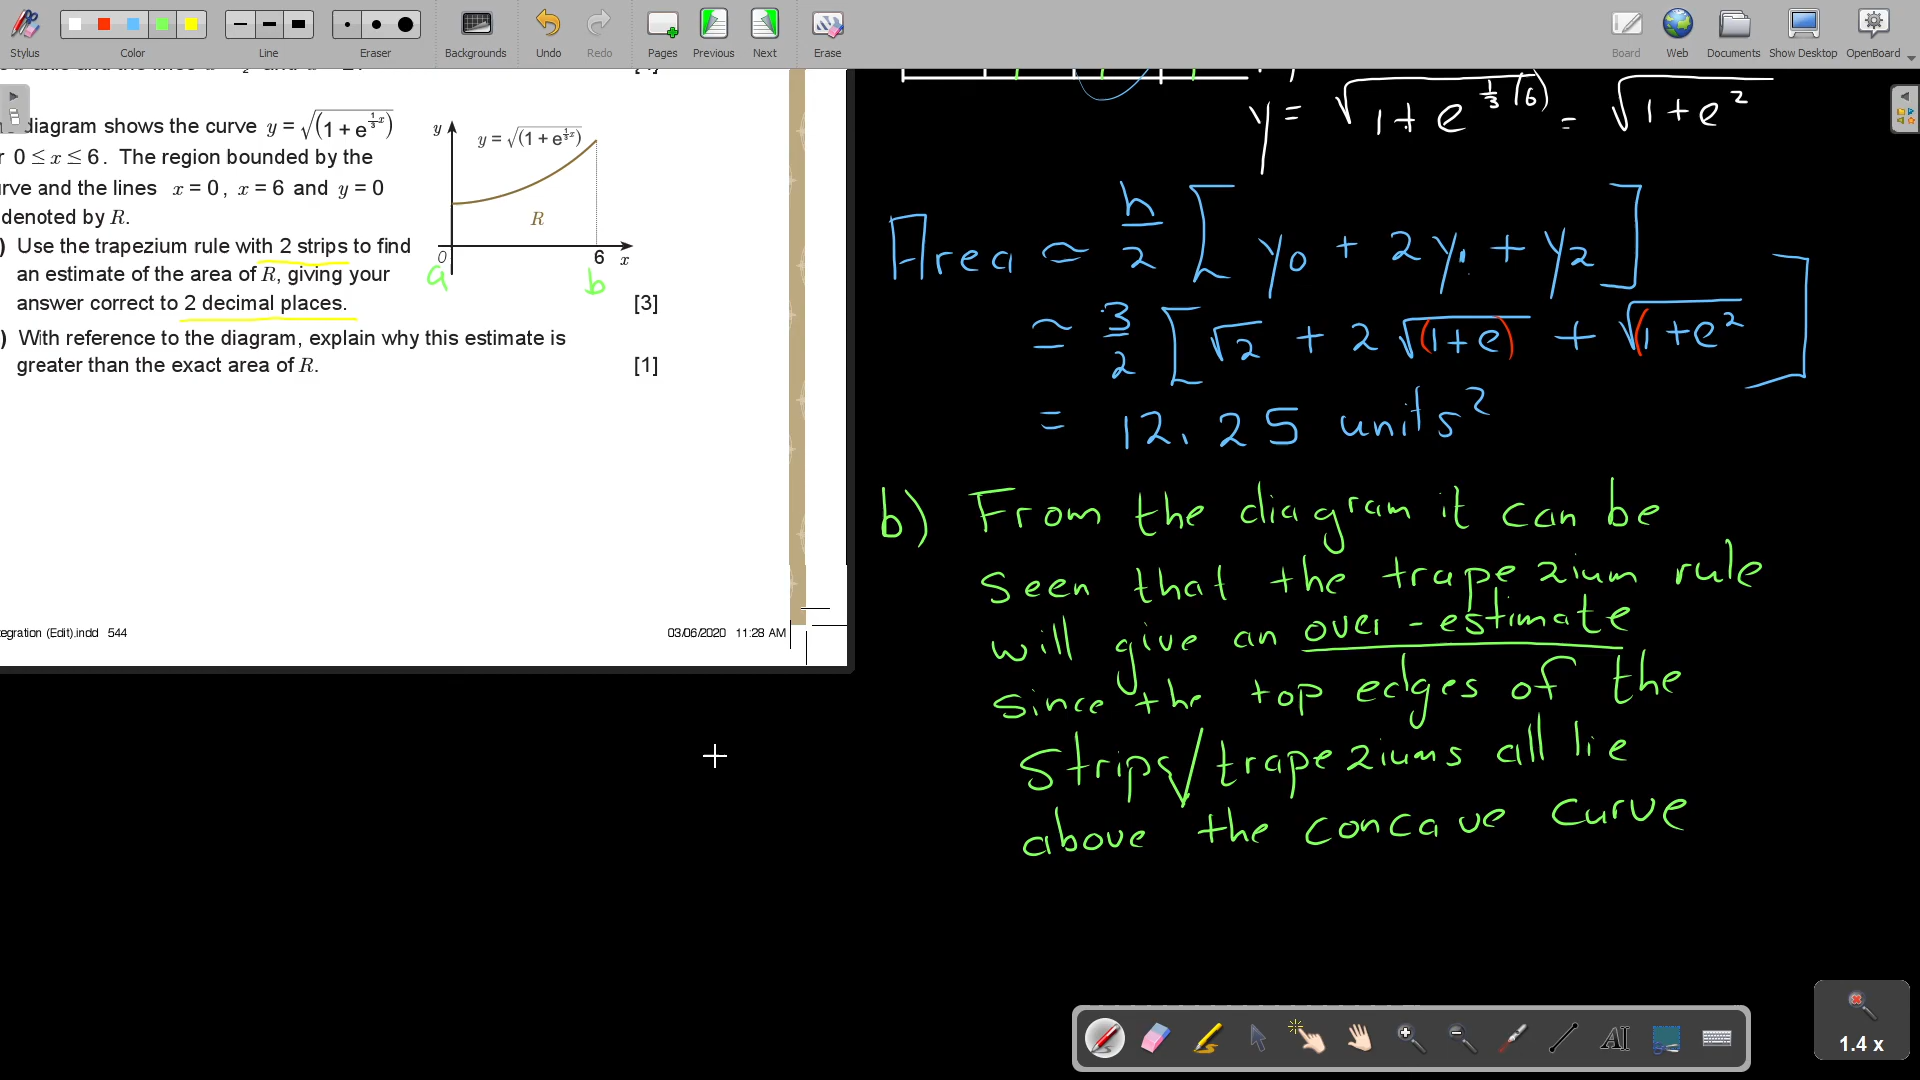 Stylus Color Line Eraser Backgrounds Undo Redo Pages Previous Next Erase Board Web Documents Show Desktop OpenBoard
diagram shows the curve y = √(1 + e^{1/3 x})
r 0 ≤ x ≤ 6. The region bounded by the
rve and the lines x = 0, x = 6 and y = 0
denoted by R.
) Use the trapezium rule with 2 strips to find
an estimate of the area of R, giving your
answer correct to 2 decimal places. [3]
) With reference to the diagram, explain why this estimate is
greater than the exact area of R. [1]
y
y = √(1 + e^{1/3 x})
R
0 6 x
a b
egration (Edit).indd 544 03/06/2020 11:28 AM
y = √1 + e^{1/3 (6)} = √1 + e²
Area ≃ h/2 [ y₀ + 2y₁ + y₂ ]
≃ 3/2 [ √2 + 2 √(1+e) + √(1 + e² ]
= 12.25 units²
b) From the diagram it can be
seen that the trapezium rule
will give an over-estimate
since the top edges of the
strips/trapeziums all lie
above the concave curve
1.4 x